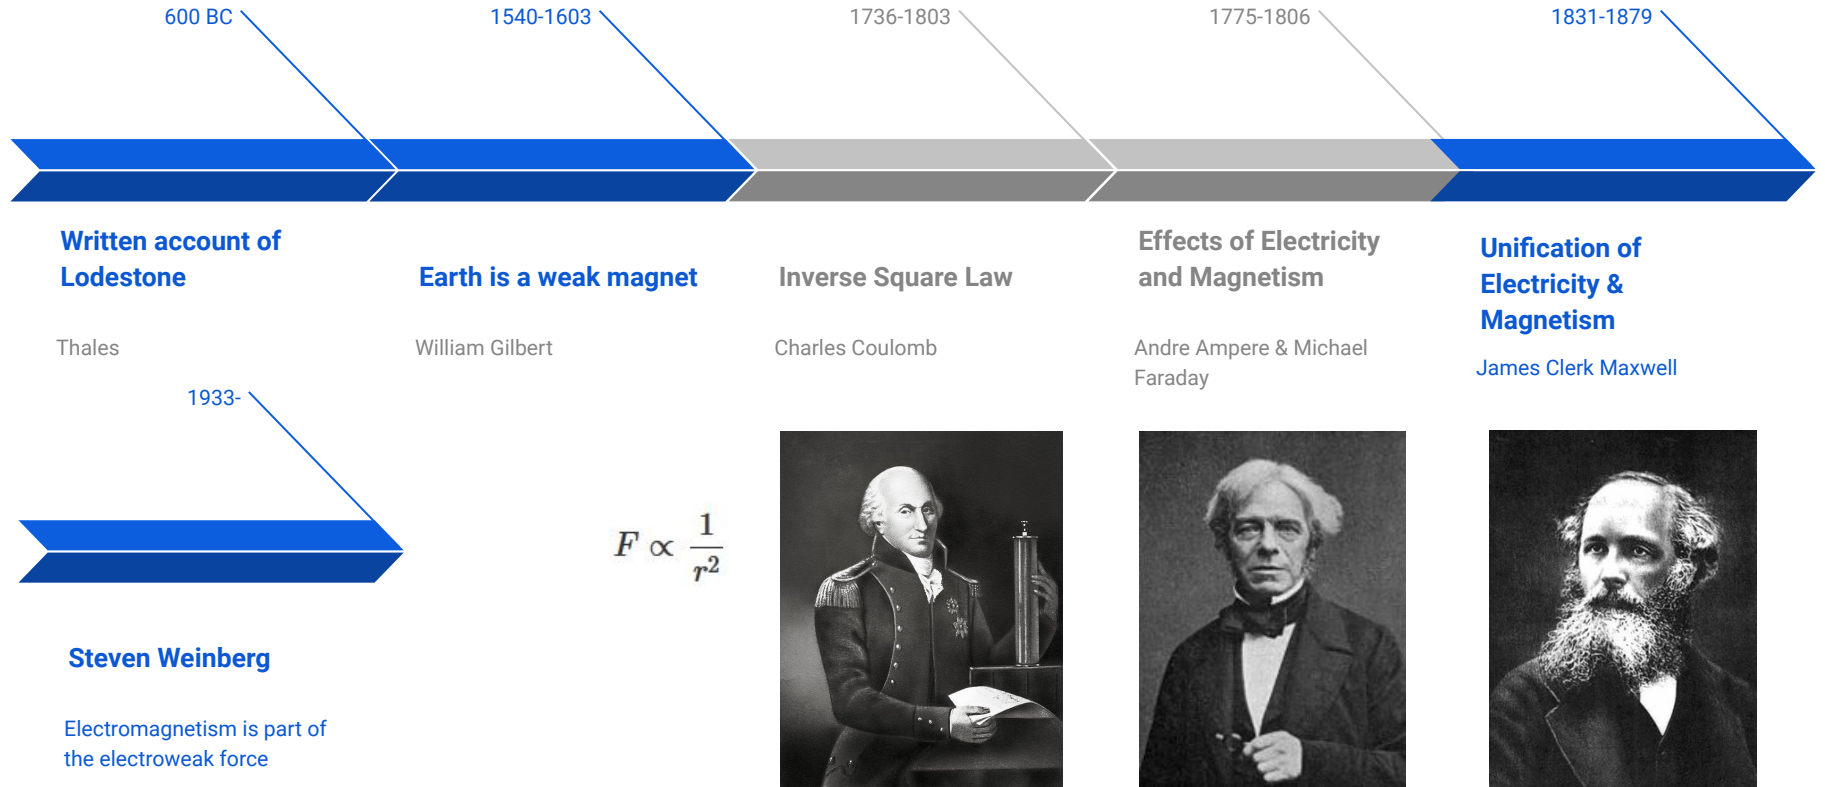 600 BC
1540-1603
1736-1803
1775-1806
1831-1879
Written account of
Lodestone
Thales
Earth is a weak magnet
William Gilbert
Inverse Square Law
Charles Coulomb
Effects of Electricity
and Magnetism
Andre Ampere & Michael
Faraday
Unification of
Electricity &
Magnetism
James Clerk Maxwell
1933-
Steven Weinberg
Electromagnetism is part of
the electroweak force
F ∝ 1/r²